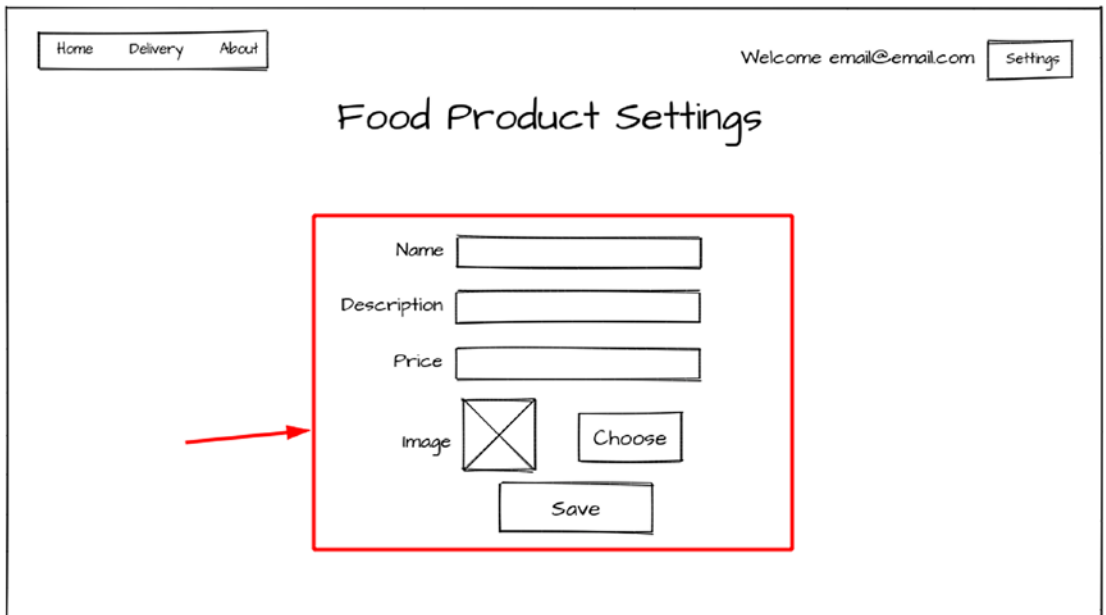 Home Delivery About
Welcome email@email.com Settings
Food Product Settings
Name
Description
Price
Image Choose
Save